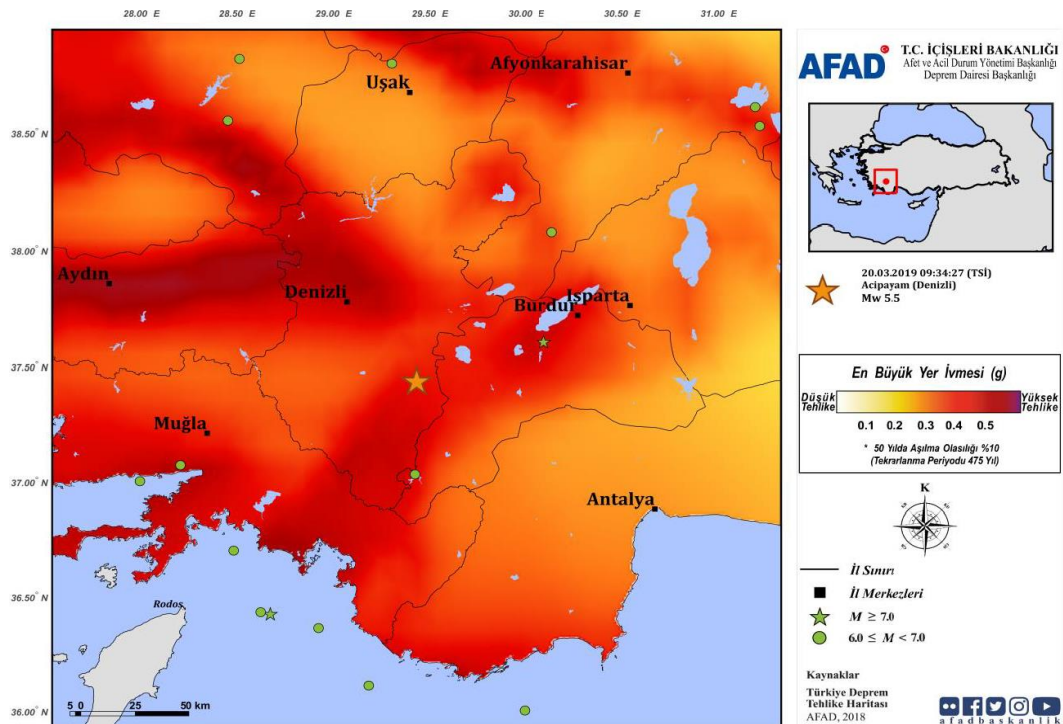 28.00 28.50 29.00 29.50 30.00 30.50 31.00
Uşak
Afyonkarahisar
38.50° N
38.00° N
Aydın
Denizli
Isparta
Burdur
37.50° N
Muğla
37.00° N
Antalya
36.50° N
Rodos
5 0 25 50 km
36.00° N
AFAD
T.C. İÇİŞLERİ BAKANLIĞI
Afet ve Acil Durum Yönetimi Başkanlığı
Deprem Dairesi Başkanlığı
20.03.2019 09:34:27 (TSİ)
Acipayam (Denizli)
Mw 5.5
En Büyük Yer İvmesi (g)
Düşük Tehlike
Yüksek Tehlike
0.1 0.2 0.3 0.4 0.5
* 50 Yılda Aşılma Olasılığı %10
(Tekrarlanma Periyodu 475 Yıl)
K
İl Sınırı
İl Merkezleri
M ≥ 7.0
6.0 ≤ M < 7.0
Kaynaklar
Türkiye Deprem
Tehlike Haritası
AFAD, 2018
afadbaskanlik